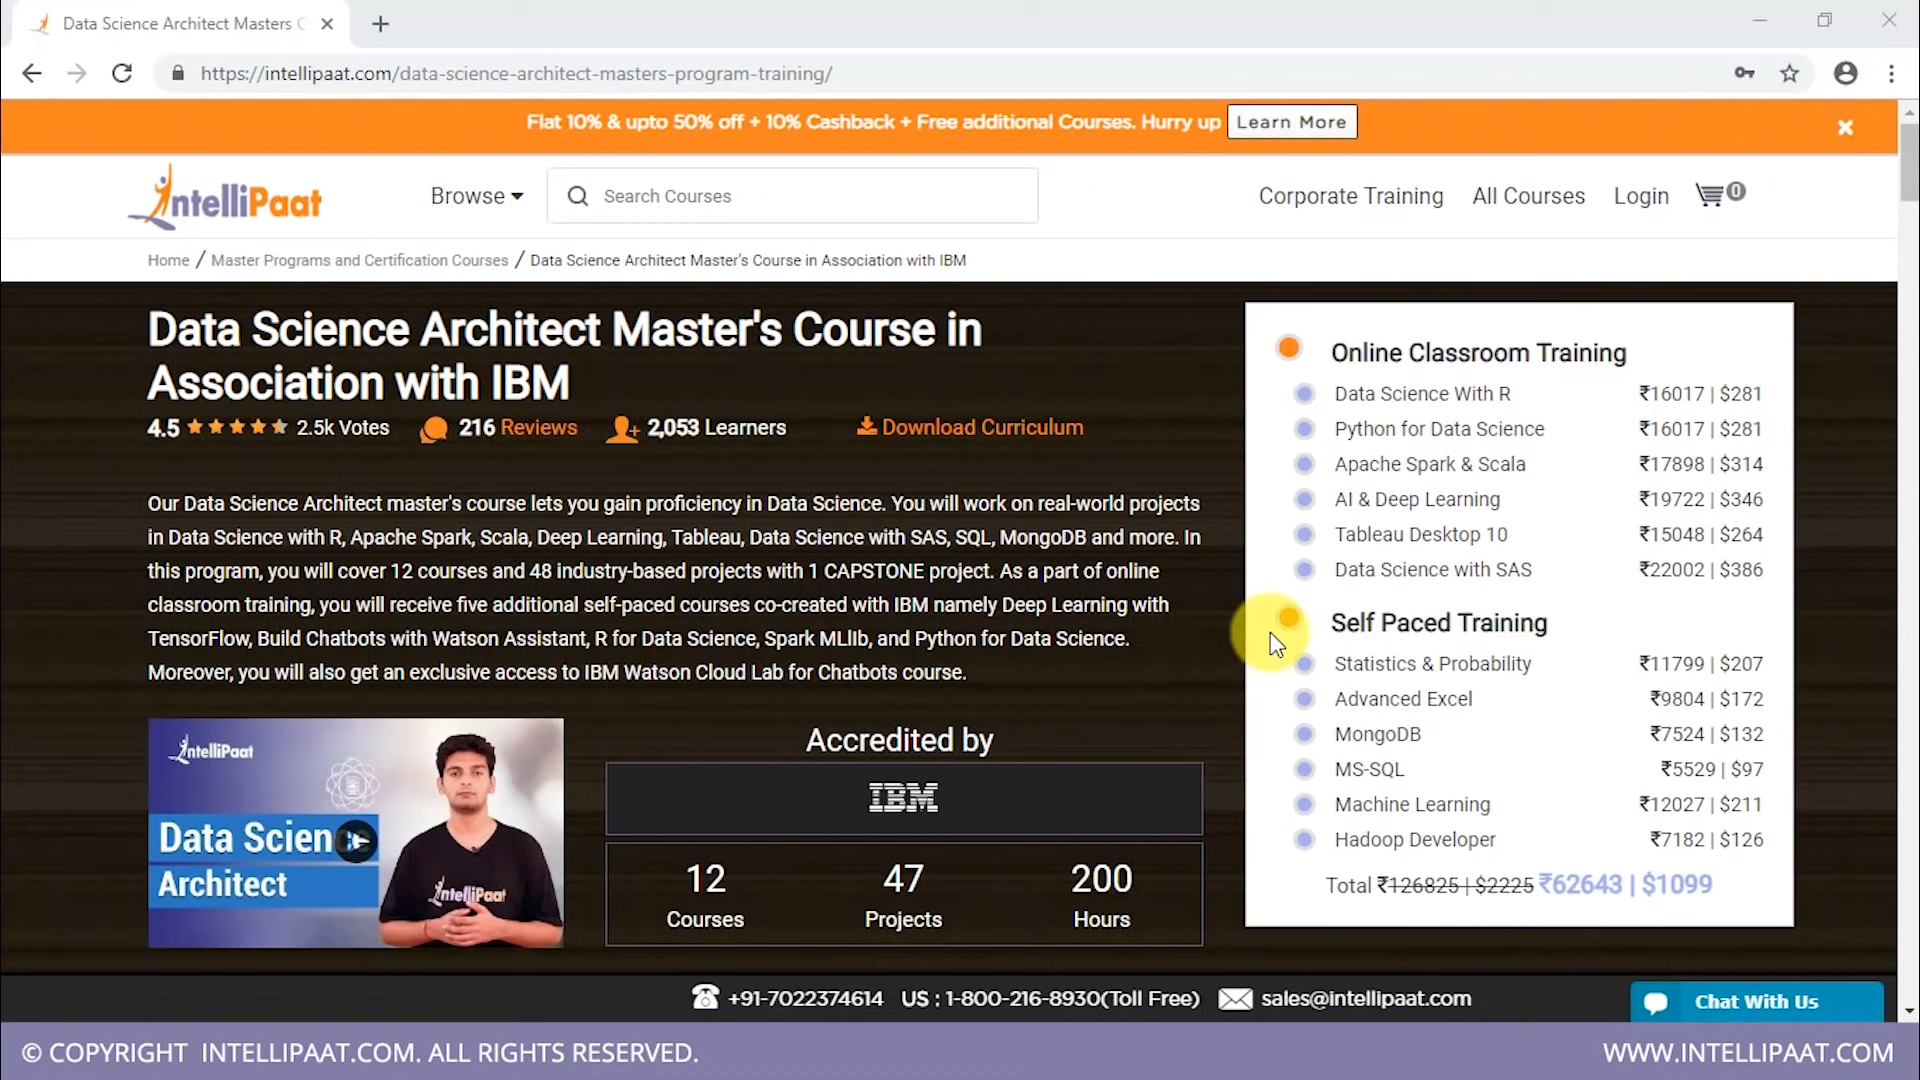 Data Science Architect Masters C
https://intellipaat.com/data-science-architect-masters-program-training/
Flat 10% & upto 50% off + 10% Cashback + Free additional Courses. Hurry up Learn More
IntelliPaat
Browse
Search Courses
Corporate Training
All Courses
Login
0
Home / Master Programs and Certification Courses / Data Science Architect Master's Course in Association with IBM
Data Science Architect Master's Course in
Association with IBM
4.5 2.5k Votes 216 Reviews 2,053 Learners Download Curriculum
Our Data Science Architect master's course lets you gain proficiency in Data Science. You will work on real-world projects
in Data Science with R, Apache Spark, Scala, Deep Learning, Tableau, Data Science with SAS, SQL, MongoDB and more. In
this program, you will cover 12 courses and 48 industry-based projects with 1 CAPSTONE project. As a part of online
classroom training, you will receive five additional self-paced courses co-created with IBM namely Deep Learning with
TensorFlow, Build Chatbots with Watson Assistant, R for Data Science, Spark MLlIb, and Python for Data Science.
Moreover, you will also get an exclusive access to IBM Watson Cloud Lab for Chatbots course.
IntelliPaat
Data Scienc
Architect
IntelliPaat
Accredited by
IBM
12
Courses
47
Projects
200
Hours
Online Classroom Training
Data Science With R ₹16017 | $281
Python for Data Science ₹16017 | $281
Apache Spark & Scala ₹17898 | $314
AI & Deep Learning ₹19722 | $346
Tableau Desktop 10 ₹15048 | $264
Data Science with SAS ₹22002 | $386
Self Paced Training
Statistics & Probability ₹11799 | $207
Advanced Excel ₹9804 | $172
MongoDB ₹7524 | $132
MS-SQL ₹5529 | $97
Machine Learning ₹12027 | $211
Hadoop Developer ₹7182 | $126
Total ₹126825 | $2225 ₹62643 | $1099
+91-7022374614 US : 1-800-216-8930(Toll Free) sales@intellipaat.com
Chat With Us
© COPYRIGHT INTELLIPAAT.COM. ALL RIGHTS RESERVED.
WWW.INTELLIPAAT.COM